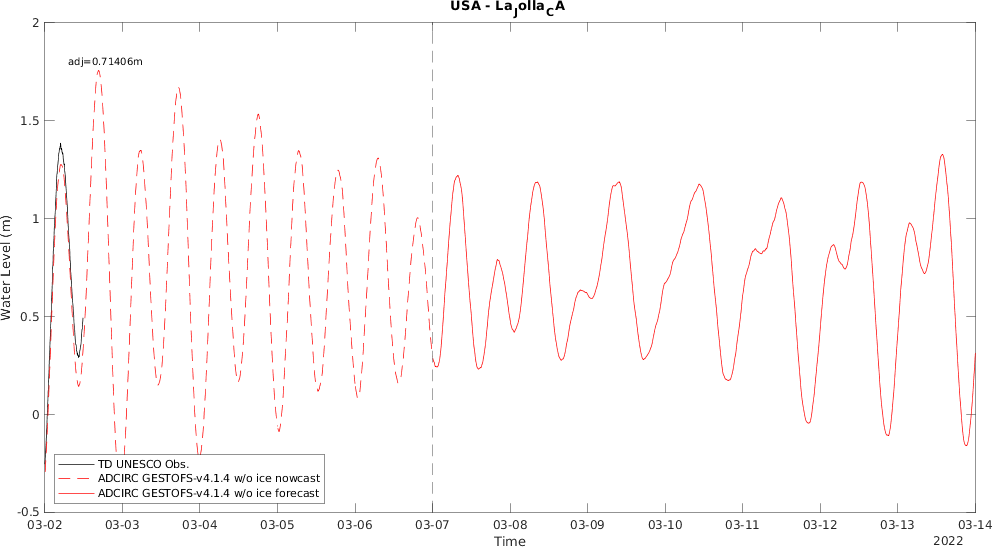 USA - LaJollaCA
2
adj=0.71406m
1.5
1
0.5
0
-0.5
Water Level (m)
TD UNESCO Obs.
ADCIRC GESTOFS-v4.1.4 w/o ice nowcast
ADCIRC GESTOFS-v4.1.4 w/o ice forecast
03-02 03-03 03-04 03-05 03-06 03-07 03-08 03-09 03-10 03-11 03-12 03-13 03-14
Time
2022